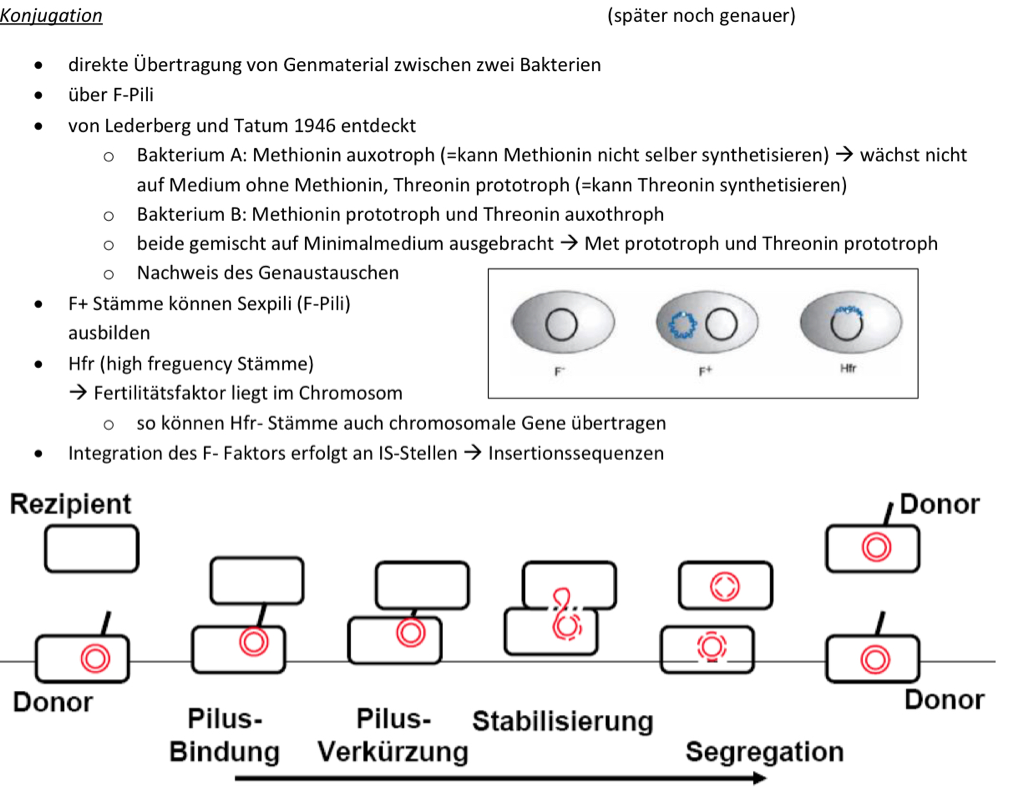 Konjugation (später noch genauer)
• direkte Übertragung von Genmaterial zwischen zwei Bakterien
• über F-Pili
• von Lederberg und Tatum 1946 entdeckt
o Bakterium A: Methionin auxotroph (=kann Methionin nicht selber synthetisieren) → wächst nicht
auf Medium ohne Methionin, Threonin prototroph (=kann Threonin synthetisieren)
o Bakterium B: Methionin prototroph und Threonin auxothroph
o beide gemischt auf Minimalmedium ausgebracht → Met prototroph und Threonin prototroph
o Nachweis des Genaustauschen
• F+ Stämme können Sexpili (F-Pili)
ausbilden
• Hfr (high freguency Stämme)
→ Fertilitätsfaktor liegt im Chromosom
o so können Hfr- Stämme auch chromosomale Gene übertragen
• Integration des F- Faktors erfolgt an IS-Stellen → Insertionssequenzen
F⁻ F⁺ Hfr
Rezipient Donor
Donor Donor
Pilus- Pilus- Stabilisierung
Bindung Verkürzung Segregation